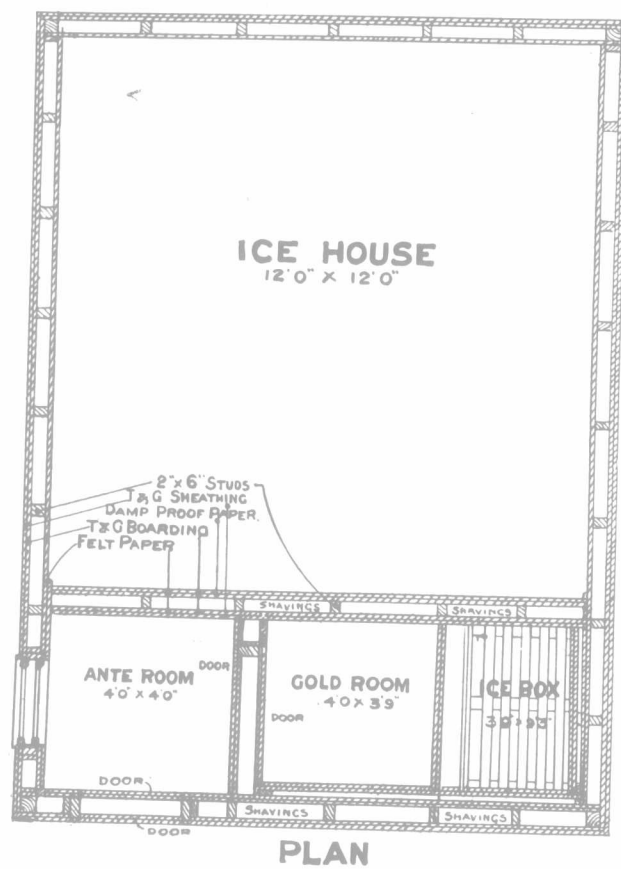 ICE HOUSE
12'0" X 12'0"
2" x 6" STUDS
T & G SHEATHING
DAMP PROOF PAPER
T & G BOARDING
FELT PAPER
SHAVINGS
SHAVINGS
ANTE ROOM
4'0" X 4'0"
DOOR
GOLD ROOM
4'0 X 3'9"
DOOR
ICE BOX
DOOR
SHAVINGS
SHAVINGS
DOOR
PLAN